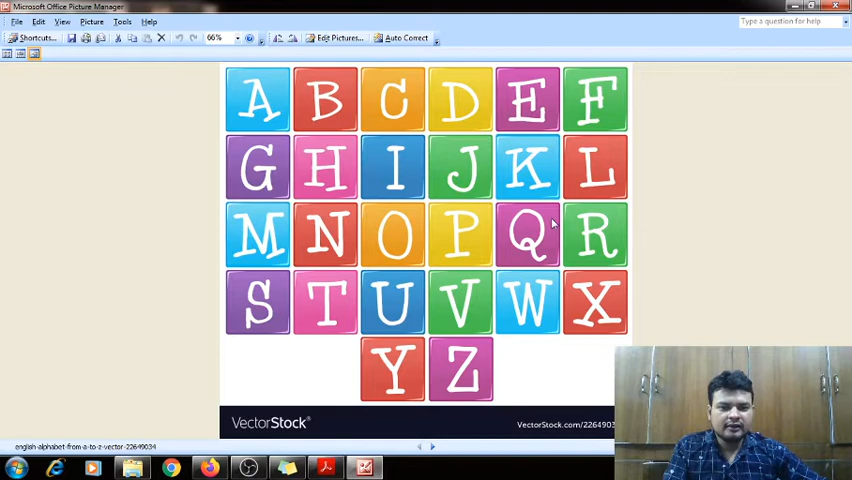 Microsoft Office Picture Manager
File Edit View Picture Tools Help
Type a question for help
Shortcuts... 66% Edit Pictures... Auto Correct
A B C D E F
G H I J K L
M N O P Q R
S T U V W X
Y Z
VectorStock®
VectorStock.com/2264903
english-alphabet-from-a-to-z-vector-22649034